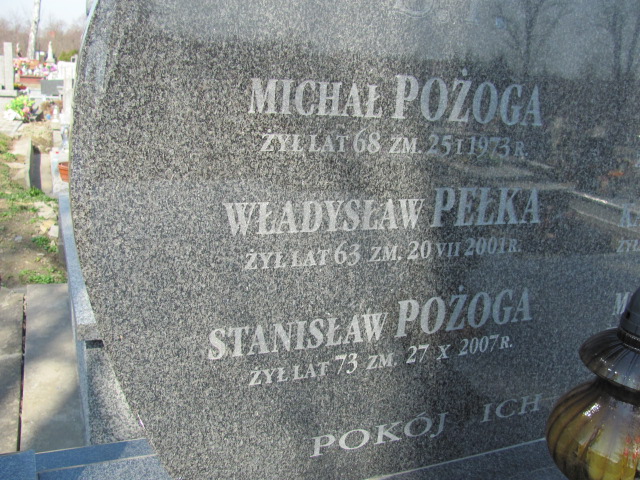 MICHAŁ POŻOGA
ŻYŁ LAT 68 ZM. 25 I 1973 R.
WŁADYSŁAW PEŁKA
ŻYŁ LAT 63 ZM. 20 VII 2001 R.
STANISŁAW POŻOGA
ŻYŁ LAT 73 ZM. 27 X 2007 R.
POKÓJ ICH